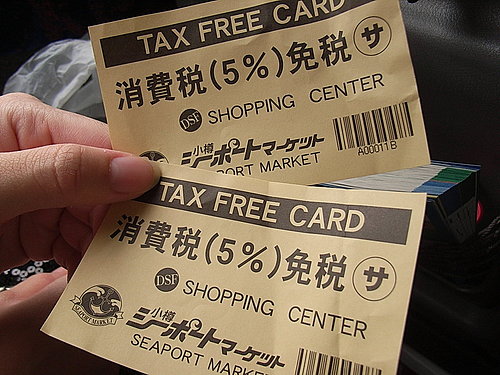 TAX FREE CARD
消費税(5%)免税 サ
DSF SHOPPING CENTER
小樽
シーポートマーケット
PORT MARKET
A00011B
TAX FREE CARD
消費税(5%)免税 サ
DSF SHOPPING CENTER
小樽
シーポートマーケット
SEAPORT MARKET
SEAPORT MARKE